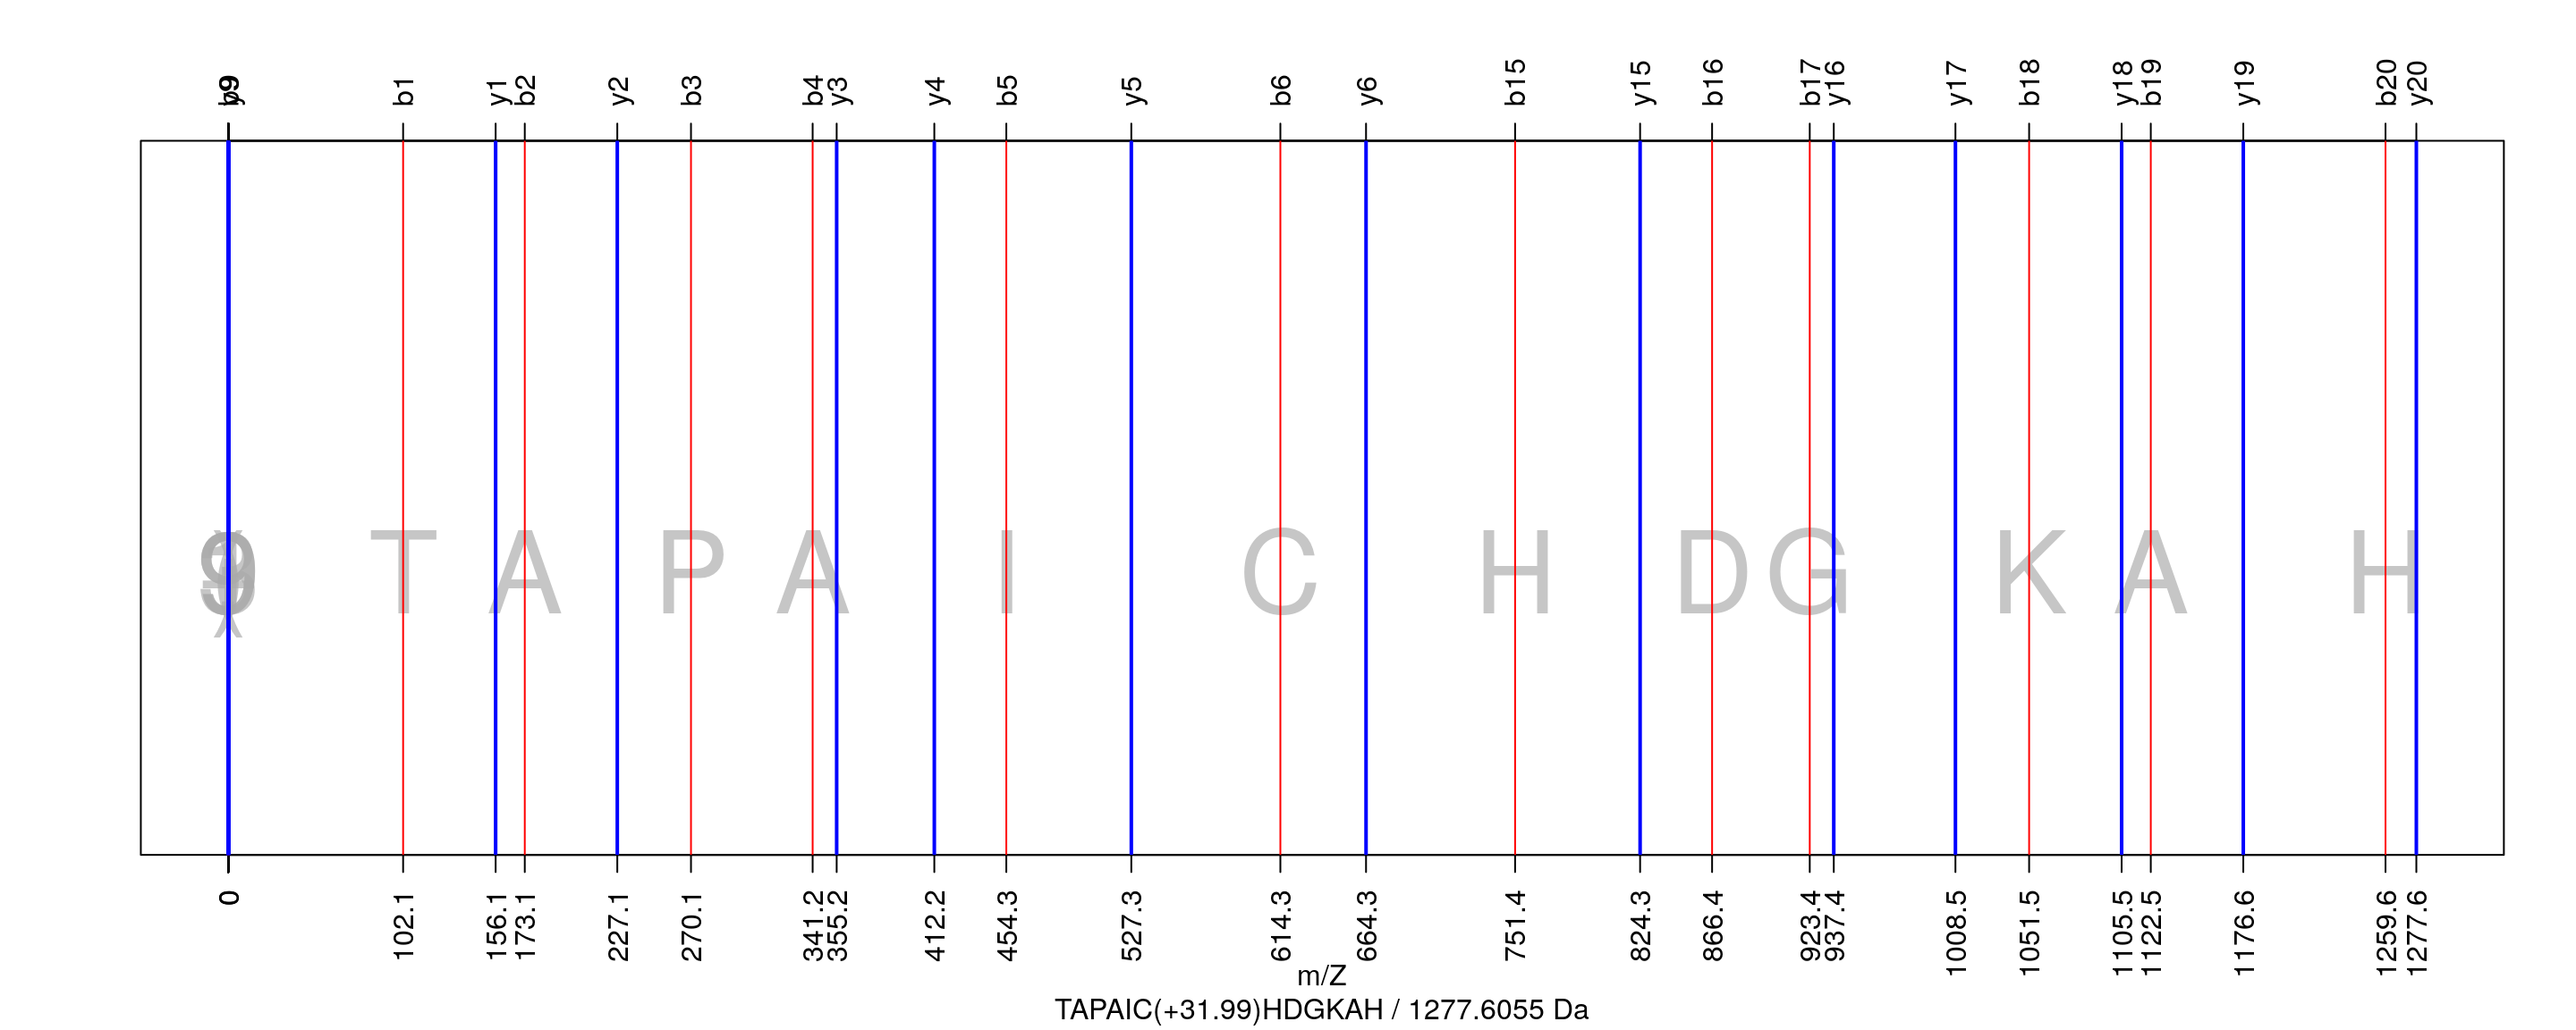 y9 b1 y1 b2 y2 b3 b4 y3 y4 b5 y5 b6 y6 b15 y15 b16 b17 y16 y17 b18 y18 b19 y19 b20 y20
9 T A P A I C H D G K A H
0 102.1 156.1 173.1 227.1 270.1 341.2 355.2 412.2 454.3 527.3 614.3 664.3 751.4 824.3 866.4 923.4 937.4 1008.5 1051.5 1105.5 1122.5 1176.6 1259.6 1277.6
m/Z
TAPAIC(+31.99)HDGKAH / 1277.6055 Da